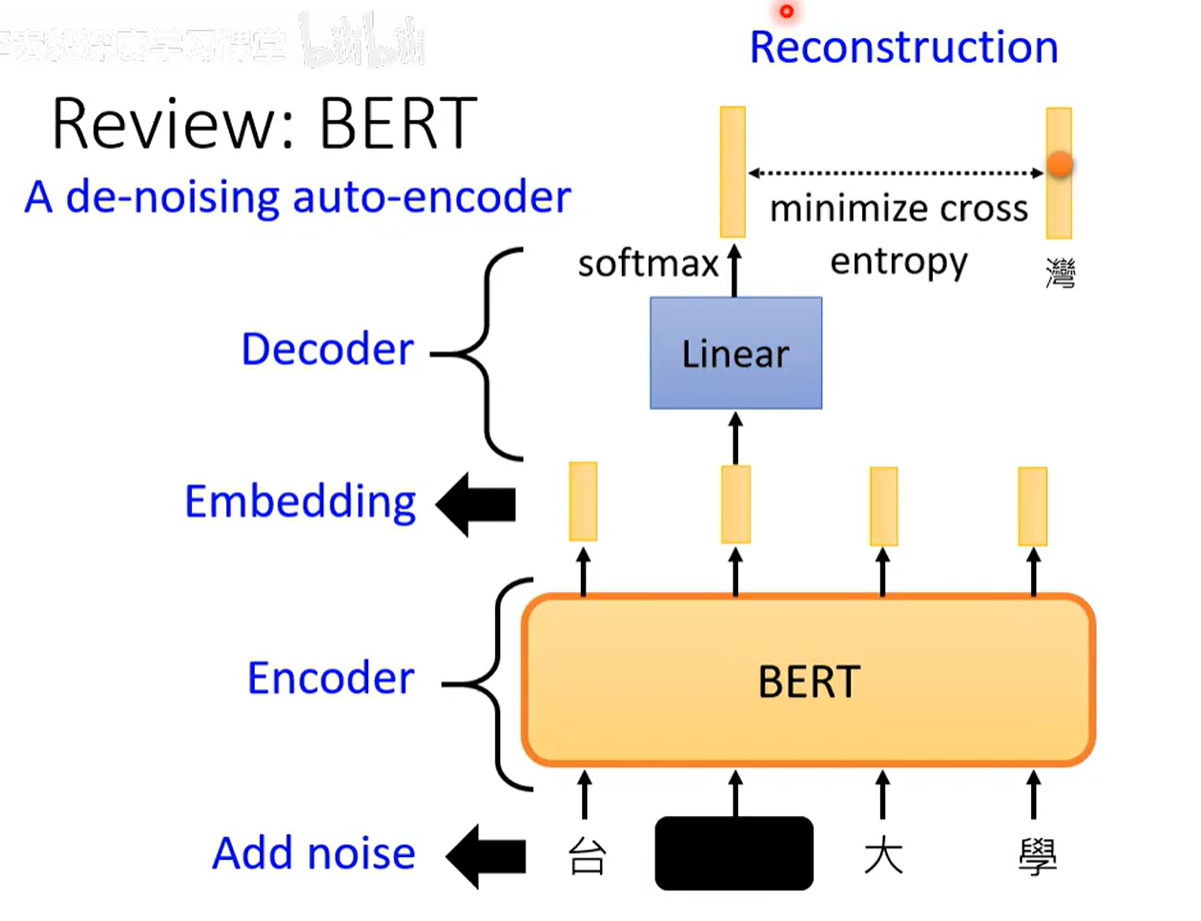 bilibili
Reconstruction
Review: BERT
A de-noising auto-encoder
minimize cross
entropy
softmax
灣
Decoder
Linear
Embedding
Encoder
BERT
Add noise
台 大 學